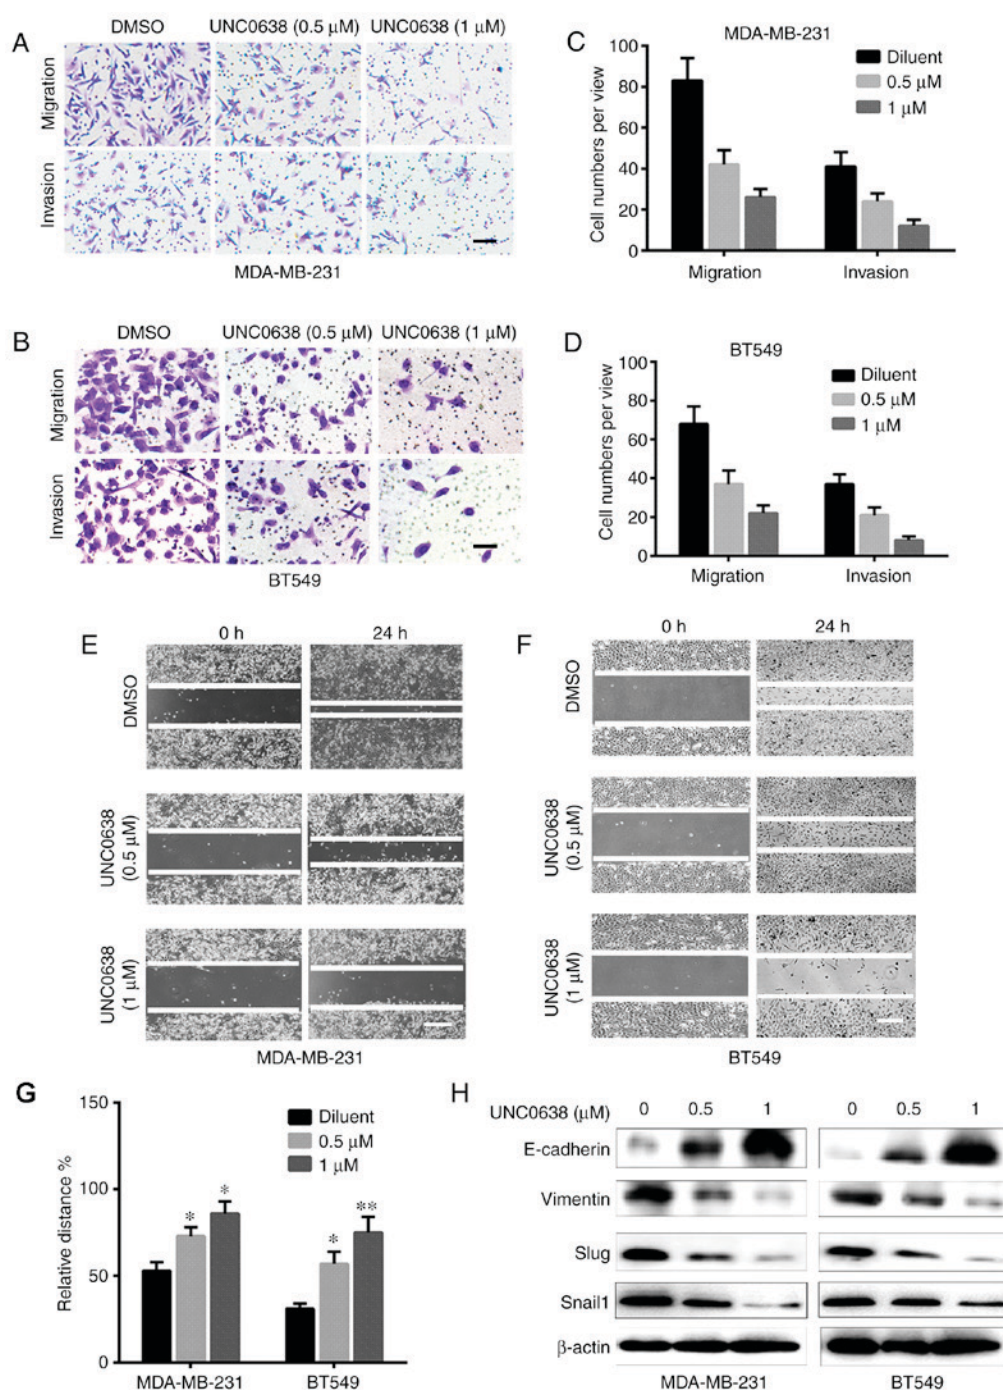 A
DMSO UNC0638 (0.5 μM) UNC0638 (1 μM)
Migration
Invasion
MDA-MB-231
C
MDA-MB-231
Cell numbers per view
100
80
60
40
20
0
Diluent
0.5 μM
1 μM
Migration Invasion
B
DMSO UNC0638 (0.5 μM) UNC0638 (1 μM)
Migration
Invasion
BT549
D
BT549
Cell numbers per view
100
80
60
40
20
0
Diluent
0.5 μM
1 μM
Migration Invasion
E
0 h 24 h
DMSO
UNC0638
(0.5 μM)
UNC0638
(1 μM)
MDA-MB-231
F
0 h 24 h
DMSO
UNC0638
(0.5 μM)
UNC0638
(1 μM)
BT549
G
Relative distance %
150
100
50
0
Diluent
0.5 μM
1 μM
* *
* **
MDA-MB-231 BT549
H
UNC0638 (μM) 0 0.5 1 0 0.5 1
E-cadherin
Vimentin
Slug
Snail1
β-actin
MDA-MB-231 BT549